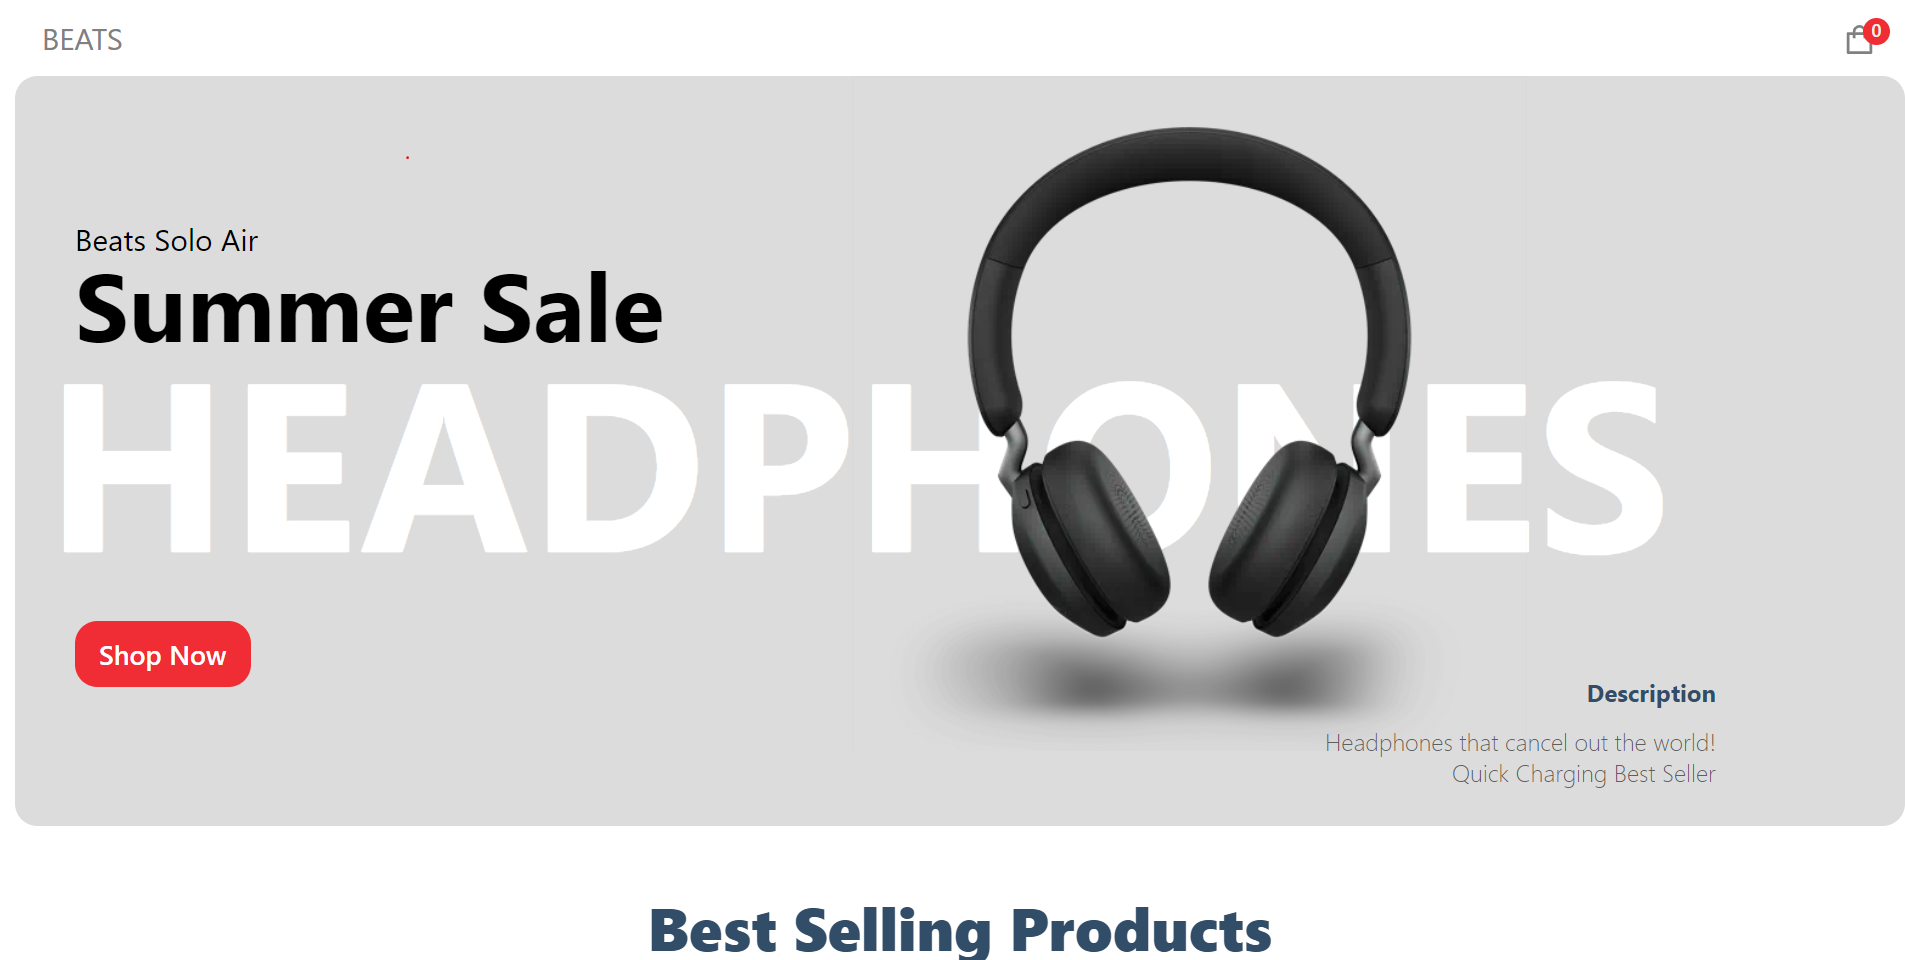 BEATS
0
Beats Solo Air
Summer Sale
HEADPHONES
Shop Now
Description
Headphones that cancel out the world!
Quick Charging Best Seller
Best Selling Products